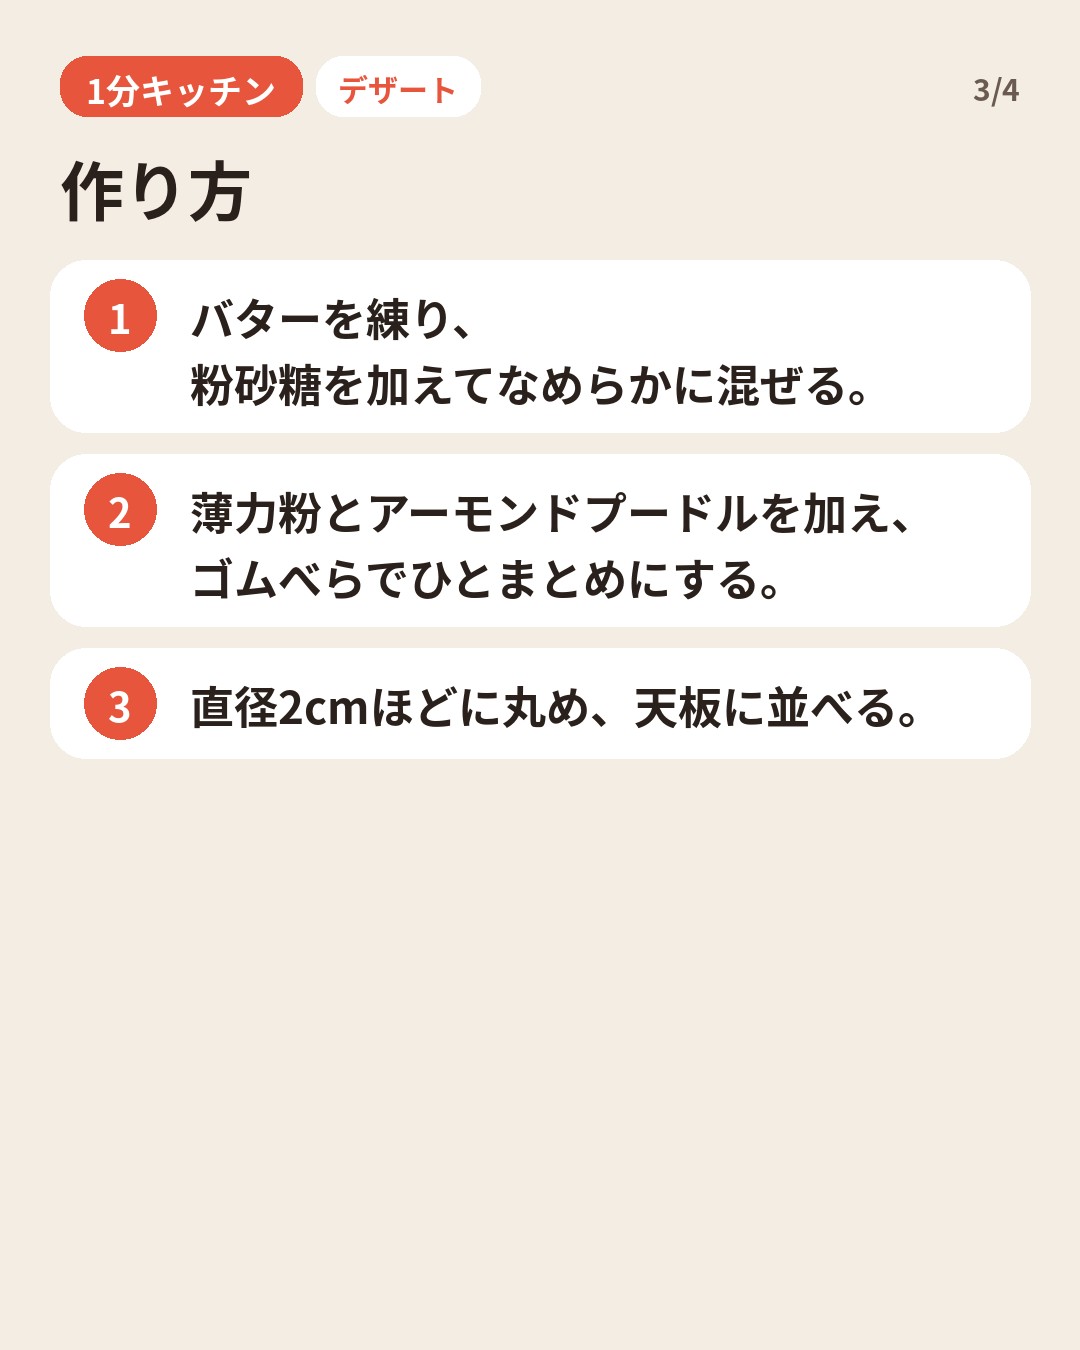 1分キッチン デザート 3/4
作り方
1 バターを練り、
粉砂糖を加えてなめらかに混ぜる。
2 薄力粉とアーモンドプードルを加え、
ゴムべらでひとまとめにする。
3 直径2cmほどに丸め、天板に並べる。